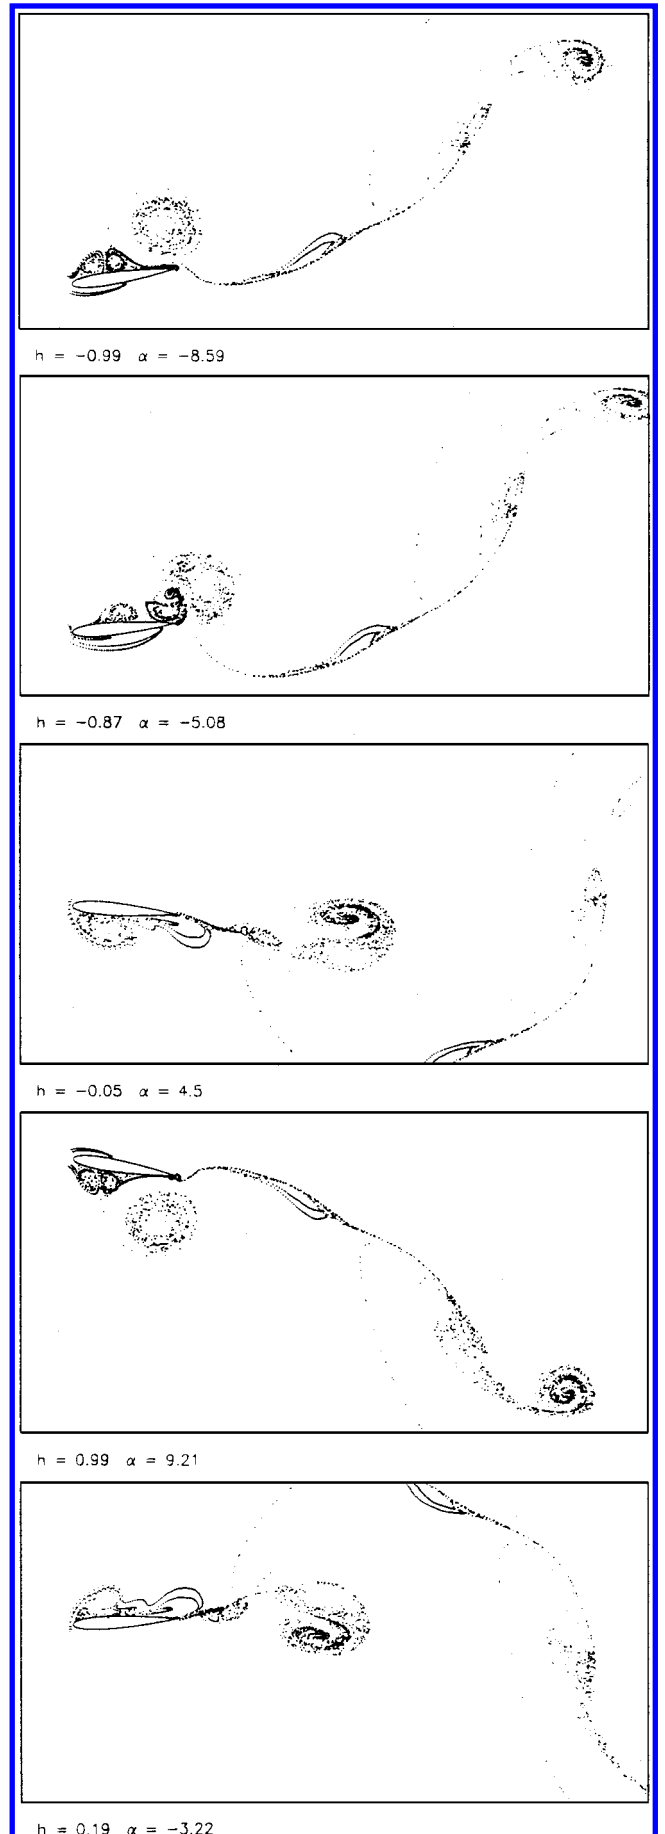 h = −0.99 α = −8.59
h = −0.87 α = −5.08
h = −0.05 α = 4.5
h = 0.99 α = 9.21
h = 0.19 α = −3.22